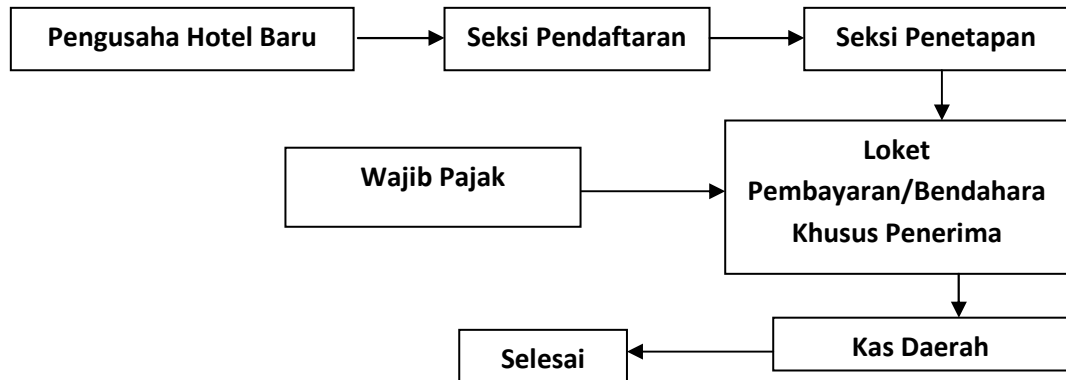 Pengusaha Hotel Baru
Seksi Pendaftaran
Seksi Penetapan
Wajib Pajak
Loket
Pembayaran/Bendahara
Khusus Penerima
Kas Daerah
Selesai